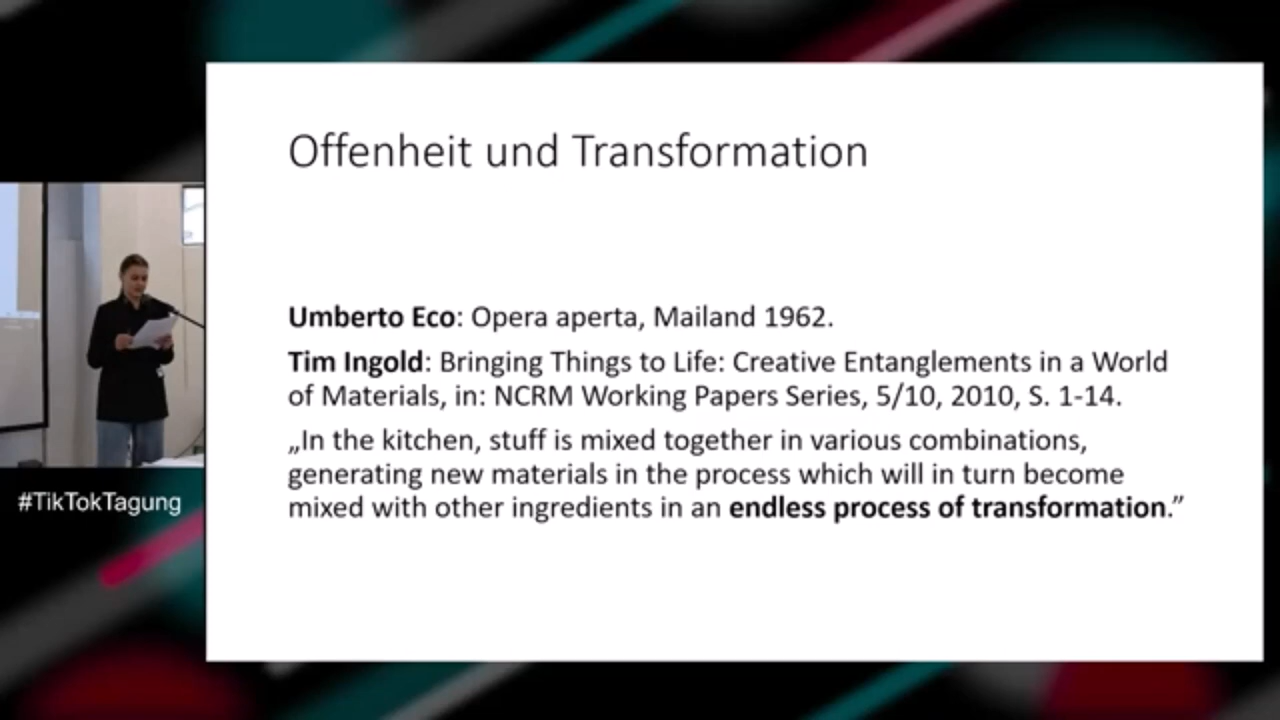 Offenheit und Transformation
Umberto Eco: Opera aperta, Mailand 1962.
Tim Ingold: Bringing Things to Life: Creative Entanglements in a World
of Materials, in: NCRM Working Papers Series, 5/10, 2010, S. 1-14.
„In the kitchen, stuff is mixed together in various combinations,
generating new materials in the process which will in turn become
mixed with other ingredients in an endless process of transformation.”
#TikTokTagung